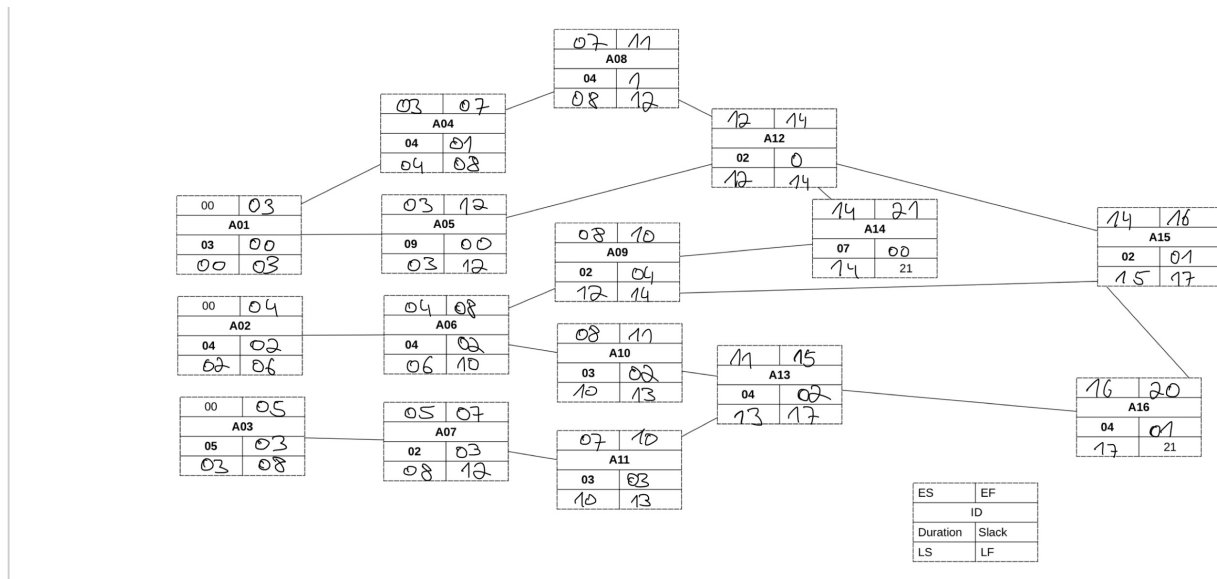 07 11
A08
04 1
08 12
03 07
A04
04 01
04 08
12 14
A12
02 0
12 14
00 03
A01
03 00
00 03
03 12
A05
09 00
03 12
08 10
A09
02 04
12 14
14 21
A14
07 00
14 21
14 16
A15
02 01
15 17
00 04
A02
04 02
02 06
04 08
A06
04 02
06 10
08 11
A10
03 02
10 13
11 15
A13
04 02
13 17
16 20
A16
04 01
17 21
00 05
A03
05 03
03 08
05 07
A07
02 03
08 12
07 10
A11
03 03
10 13
ES EF
ID
Duration Slack
LS LF